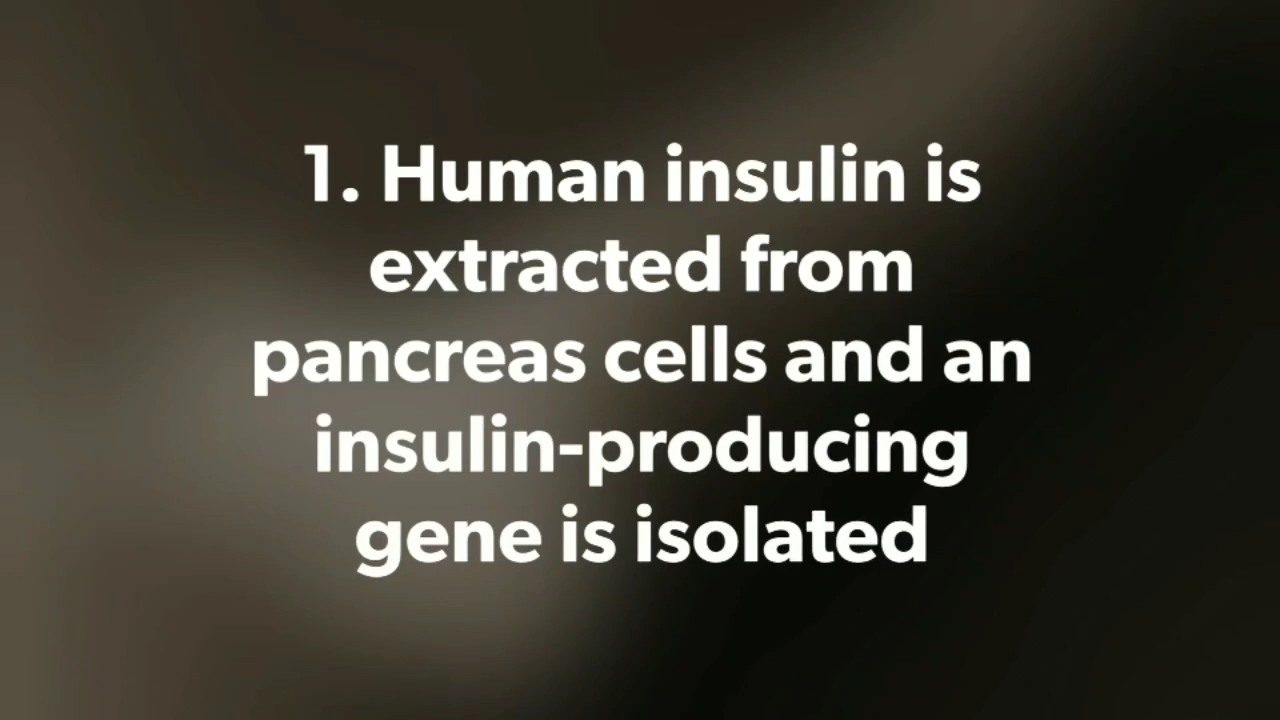 1. Human insulin is
extracted from
pancreas cells and an
insulin-producing
gene is isolated